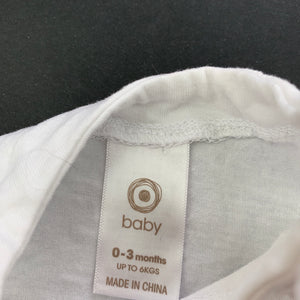 baby
0-3 months
UP TO 6KGS
MADE IN CHINA